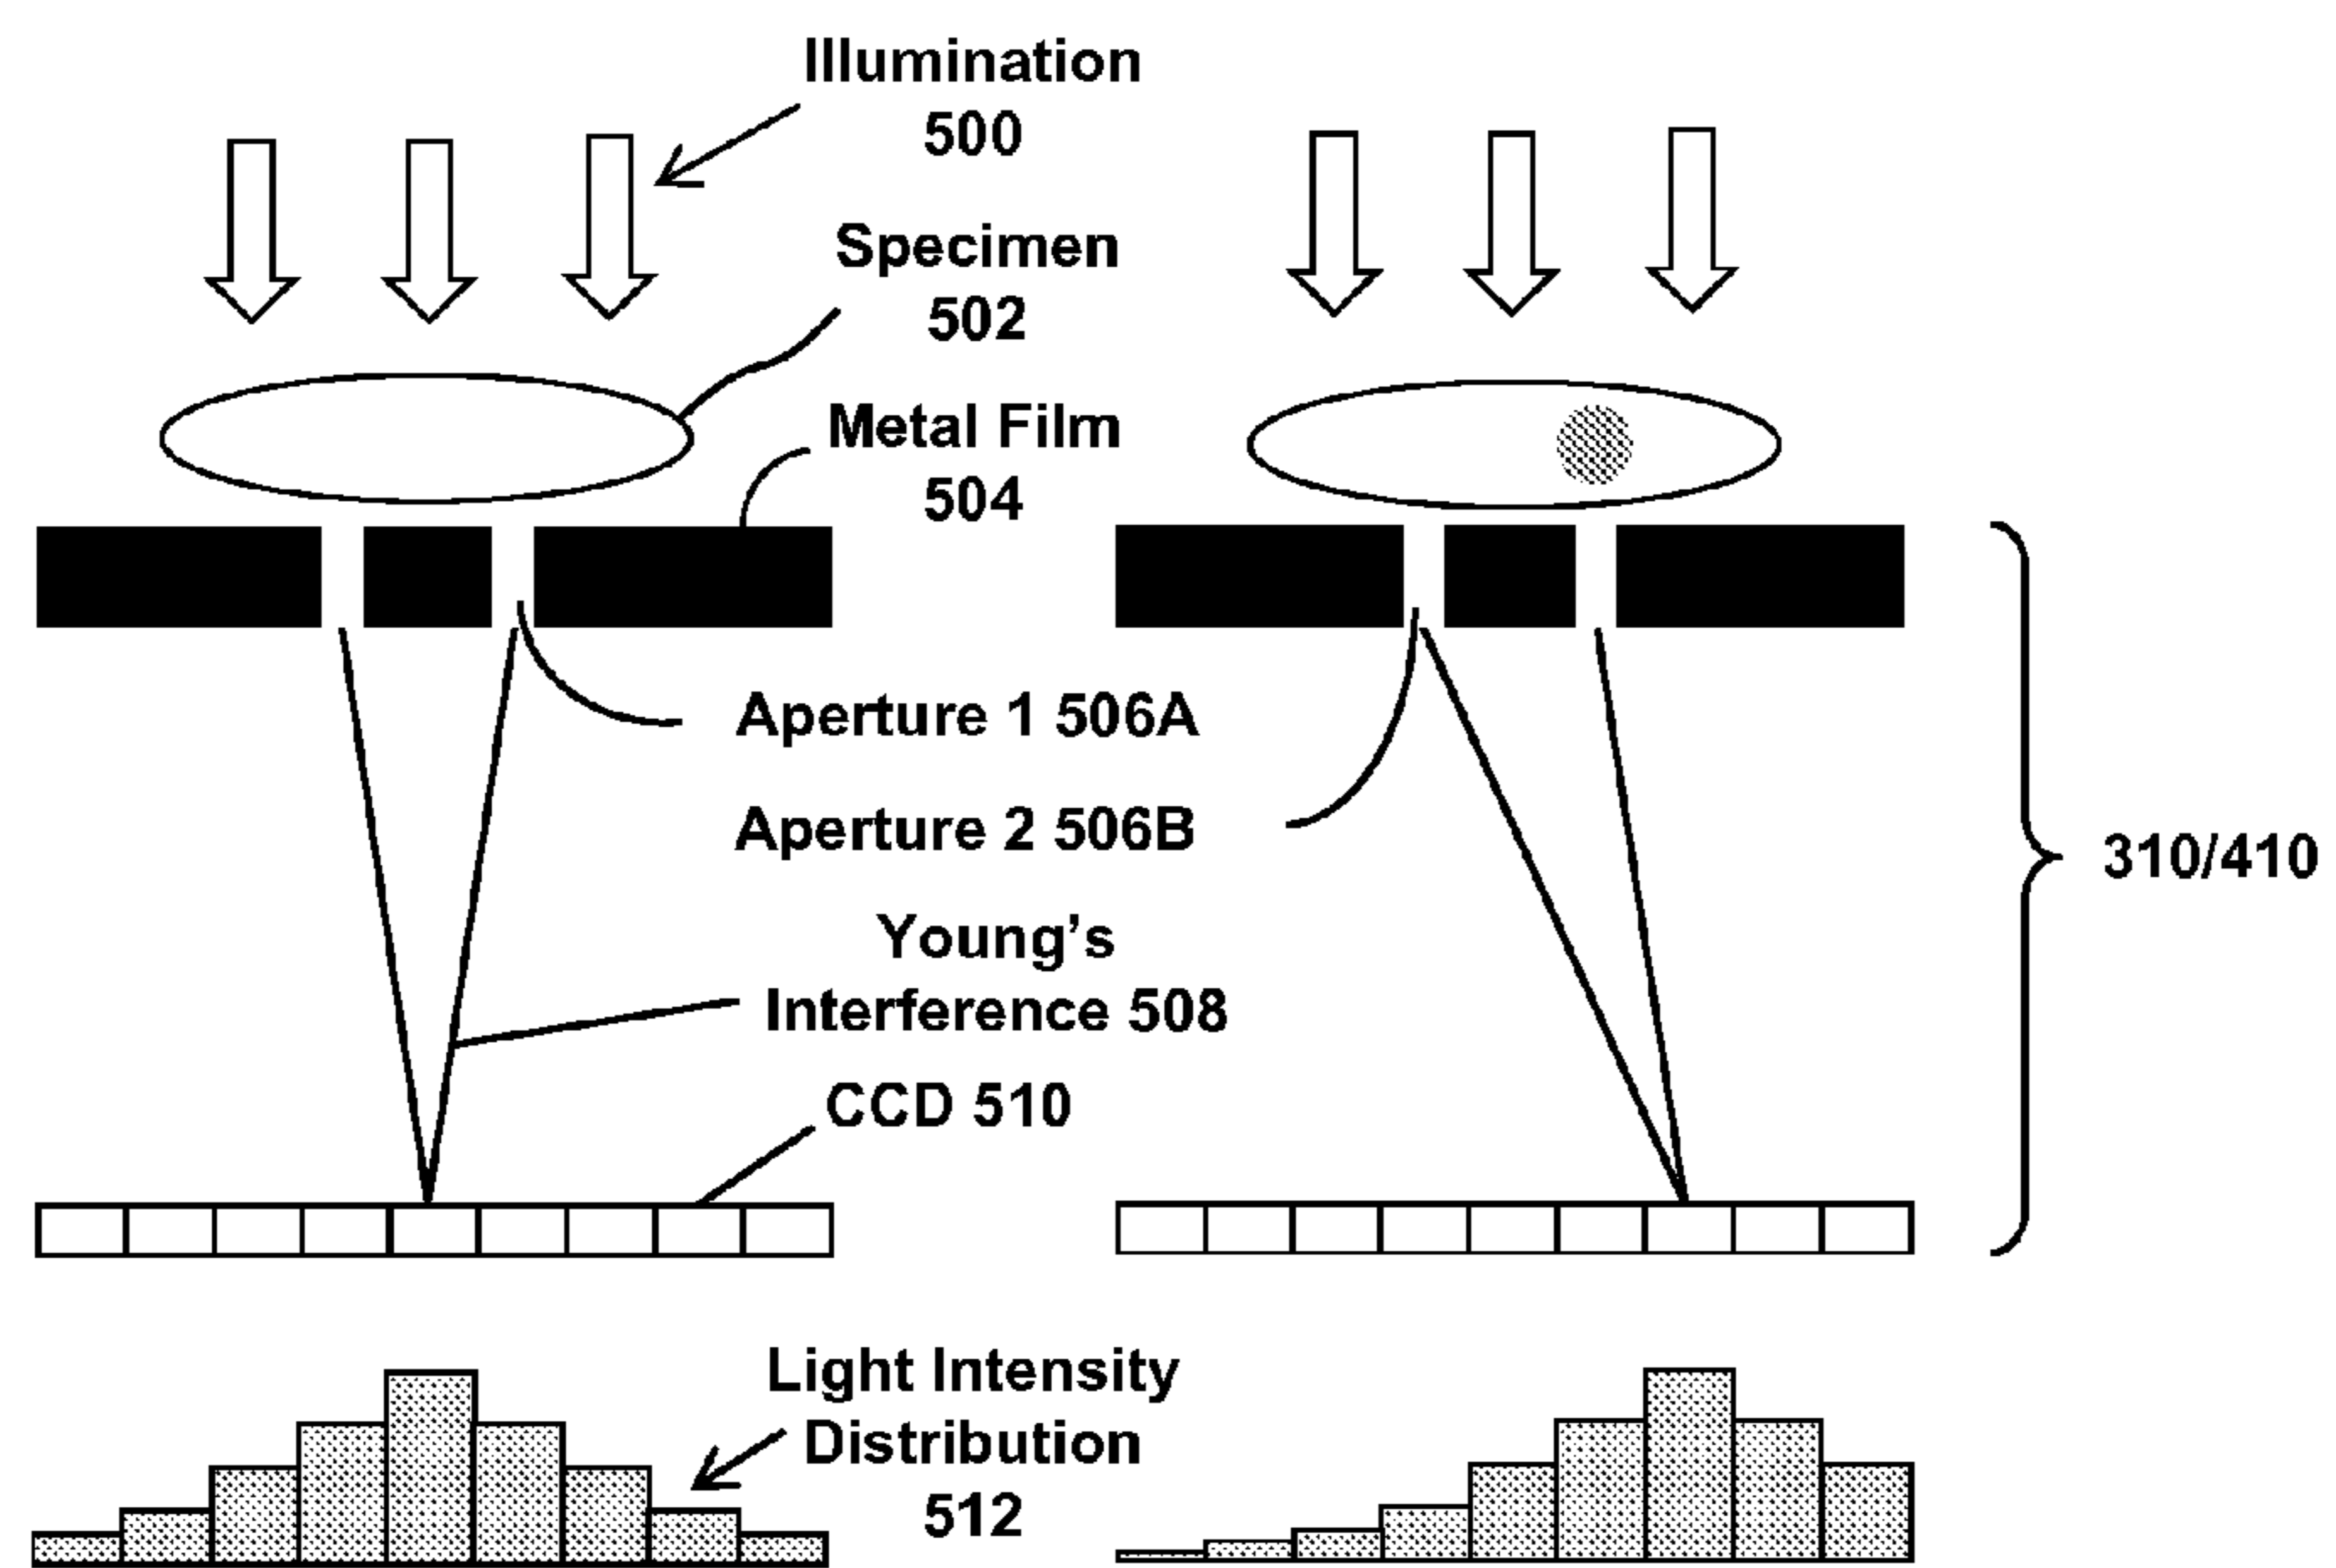 Illumination
500
Specimen
502
Metal Film
504
Aperture 1 506A
Aperture 2 506B
310/410
Young's
Interference 508
CCD 510
Light Intensity
Distribution
512